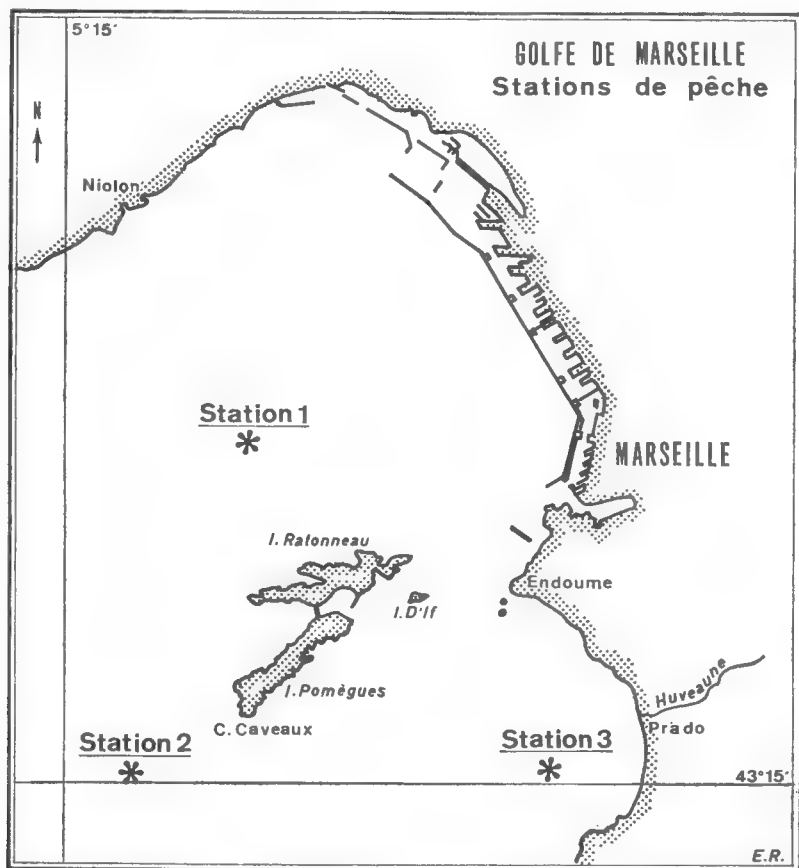 5°15'
GOLFE DE MARSEILLE
Stations de pêche
N
Niolon
Station 1
MARSEILLE
I. Ratonneau
Endoume
I. D'If
I. Pomègues
Huveaune
C. Caveaux
Prado
Station 2
Station 3
43°15'
E.R.